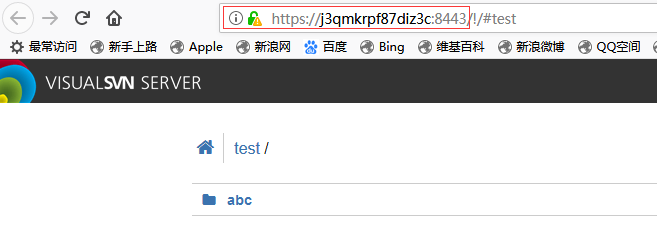 https://j3qmkrpf87diz3c:8443/!/#test
最常访问 新手上路 Apple 新浪网 百度 Bing 维基百科 新浪微博 QQ空间
VISUALSVN SERVER
test /
abc